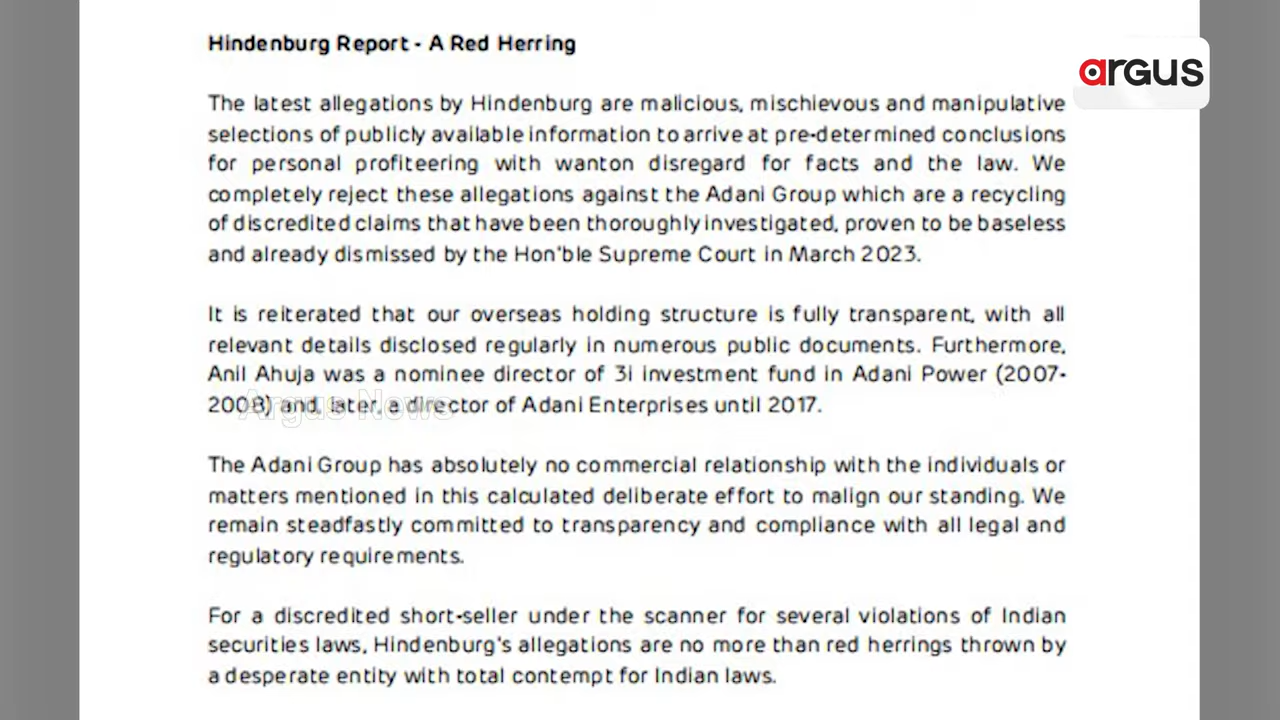 Hindenburg Report - A Red Herring
argus
The latest allegations by Hindenburg are malicious, mischievous and manipulative
selections of publicly available information to arrive at pre-determined conclusions
for personal profiteering with wanton disregard for facts and the law. We
completely reject these allegations against the Adani Group which are a recycling
of discredited claims that have been thoroughly investigated, proven to be baseless
and already dismissed by the Hon'ble Supreme Court in March 2023.
It is reiterated that our overseas holding structure is fully transparent, with all
relevant details disclosed regularly in numerous public documents. Furthermore,
Anil Ahuja was a nominee director of 3i investment fund in Adani Power (2007-
2008) and, later, a director of Adani Enterprises until 2017.
Argus News
The Adani Group has absolutely no commercial relationship with the individuals or
matters mentioned in this calculated deliberate effort to malign our standing. We
remain steadfastly committed to transparency and compliance with all legal and
regulatory requirements.
For a discredited short-seller under the scanner for several violations of Indian
securities laws, Hindenburg's allegations are no more than red herrings thrown by
a desperate entity with total contempt for Indian laws.